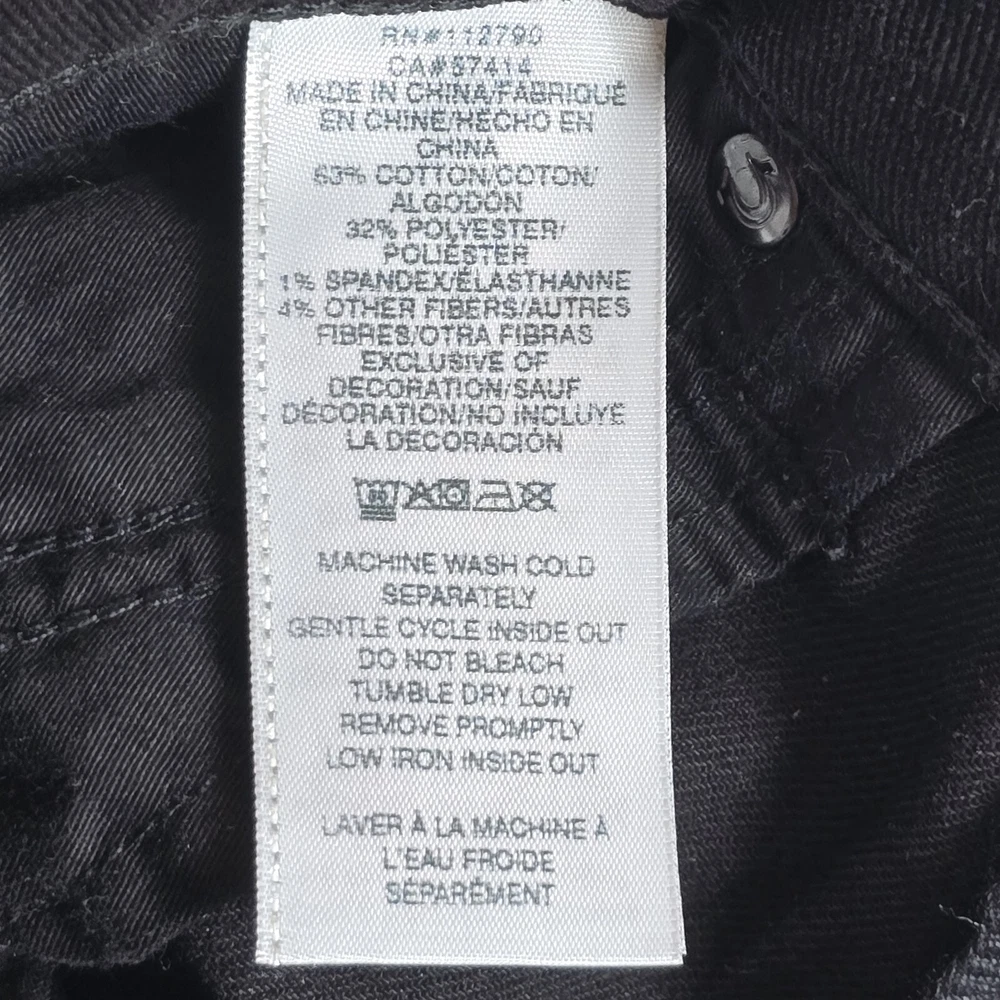 RN#112790
CA#37414
MADE IN CHINA/FABRIQUÉ
EN CHINE/HECHO EN
CHINA
63% COTTON/COTON/
ALGODÓN
32% POLYESTER/
POLIÉSTER
1% SPANDEX/ÉLASTHANNE
4% OTHER FIBERS/AUTRES
FIBRES/OTRA FIBRAS
EXCLUSIVE OF
DECORATION/SAUF
DÉCORATION/NO INCLUYE
LA DECORACIÓN
MACHINE WASH COLD
SEPARATELY
GENTLE CYCLE INSIDE OUT
DO NOT BLEACH
TUMBLE DRY LOW
REMOVE PROMPTLY
LOW IRON INSIDE OUT
LAVER À LA MACHINE À
L'EAU FROIDE
SÉPARÉMENT